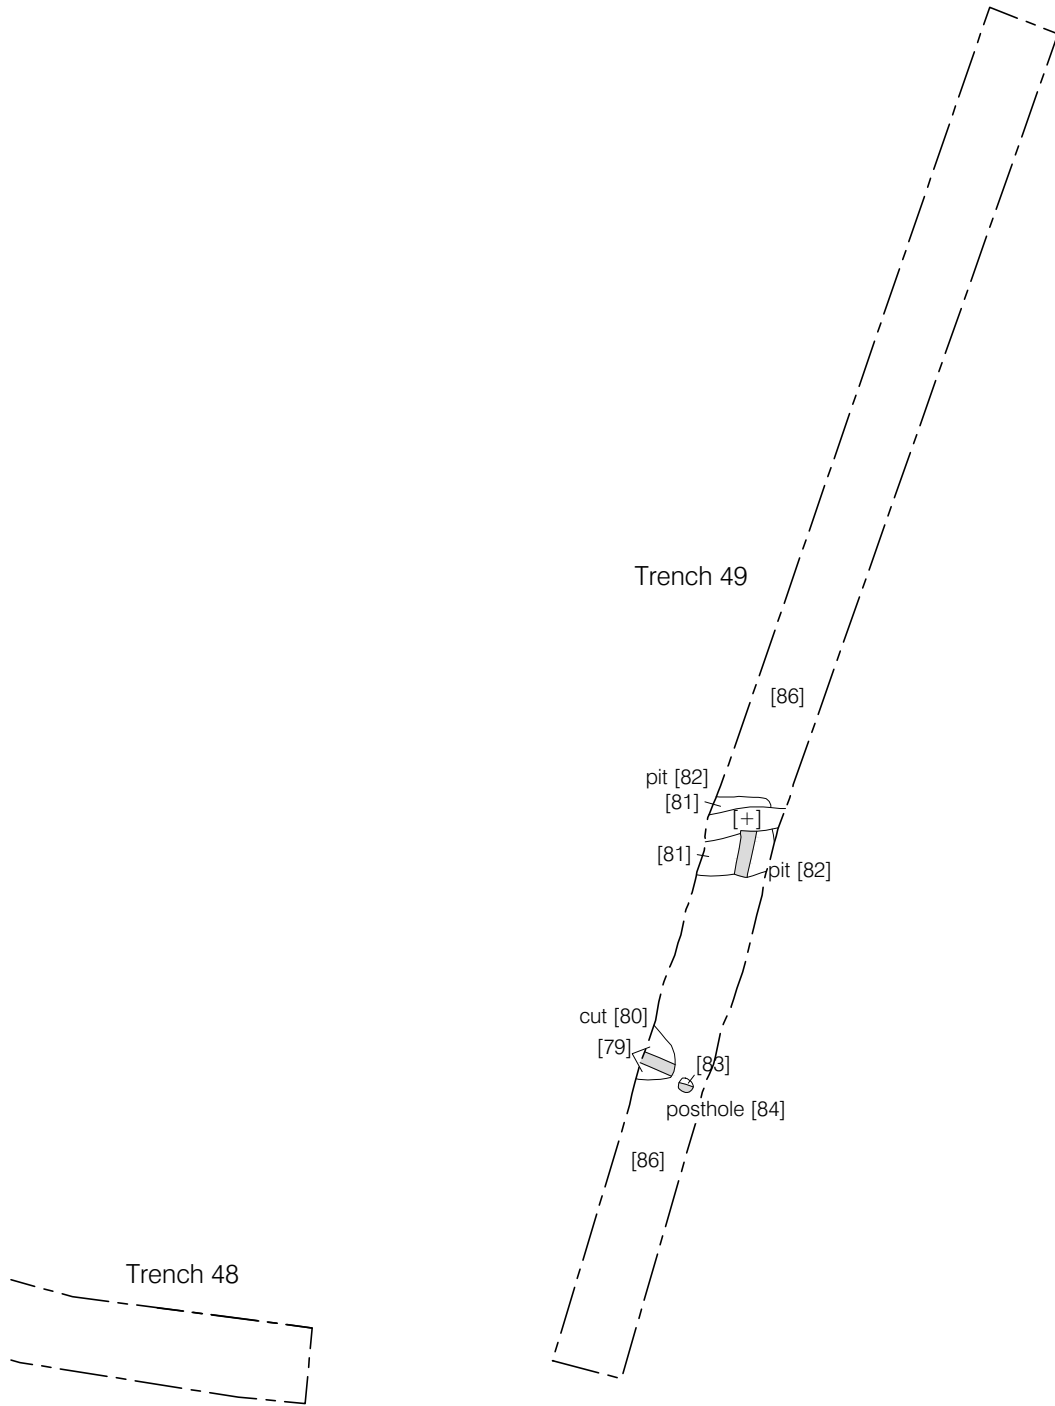 Trench 49
[86]
pit [82]
[81]
[+]
[81]
pit [82]
cut [80]
[79]
[83]
posthole [84]
[86]
Trench 48